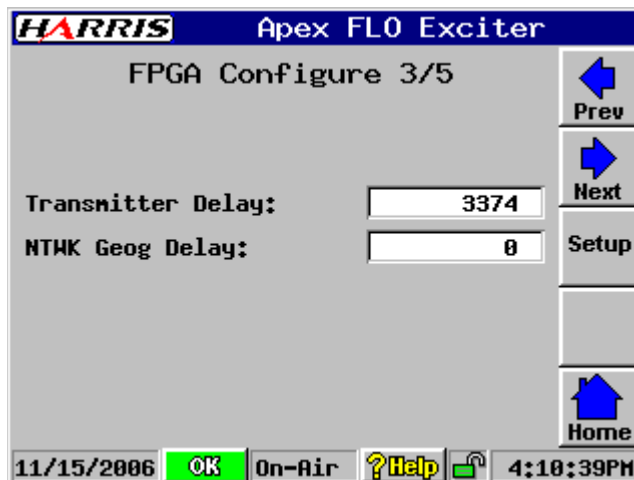 HARRIS Apex FLO Exciter
FPGA Configure 3/5
Prev
Next
Transmitter Delay: 3374
NTWK Geog Delay: 0
Setup
Home
11/15/2006 OK On-Air ?Help 4:10:39PM